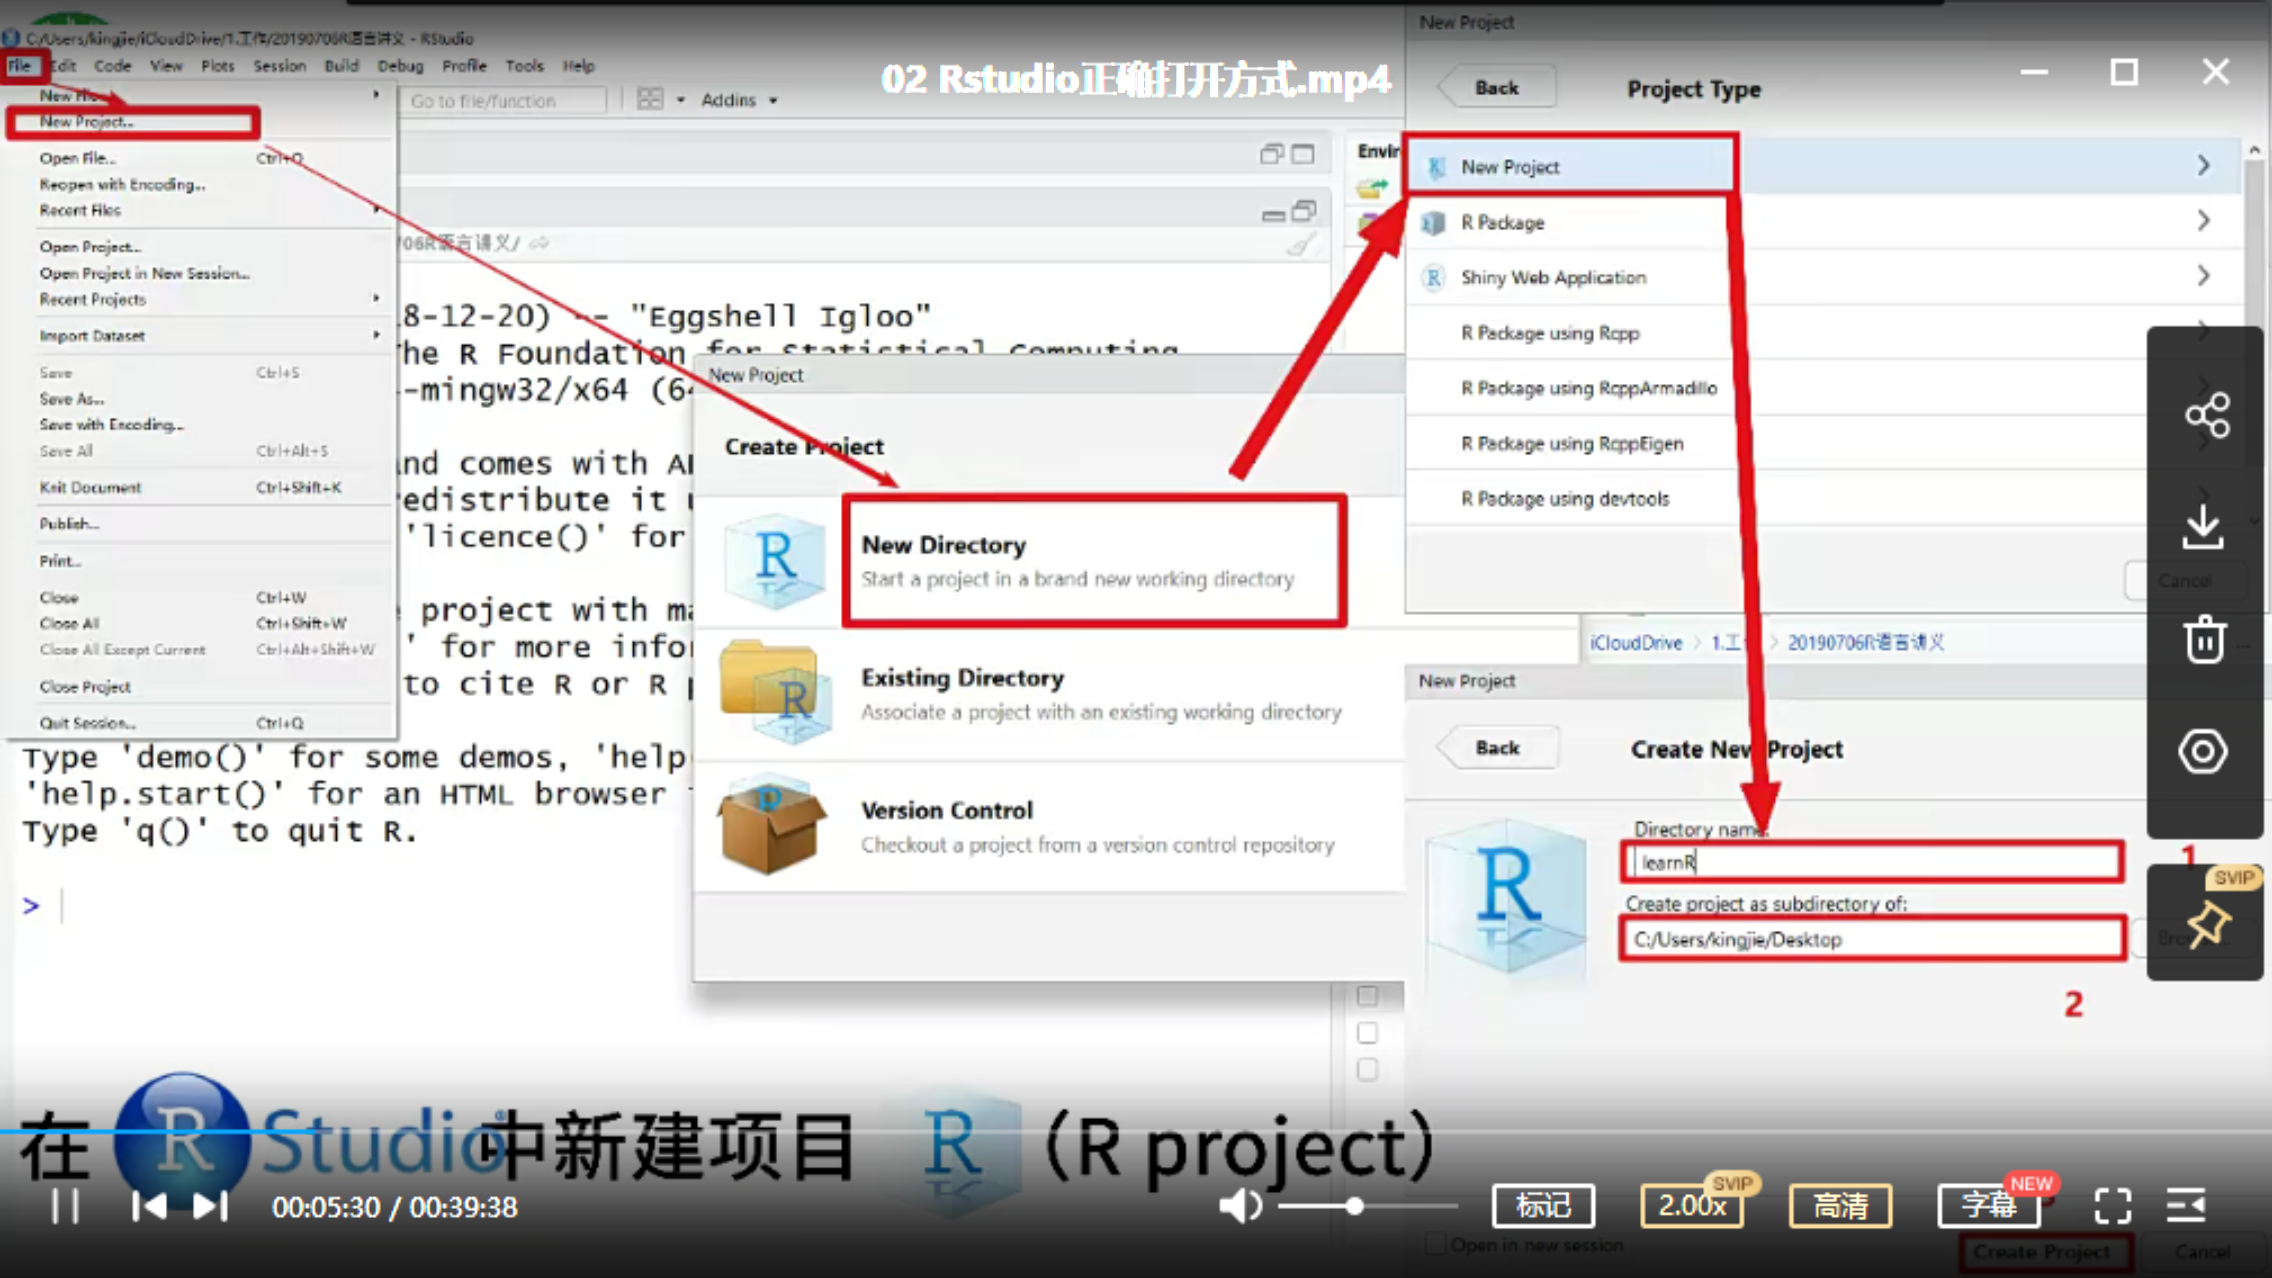 C:/Users/kingjie/iCloudDrive/1.工作/20190706R语言讲义 - RStudio
File Edit Code View Plots Session Build Debug Profile Tools Help
02 Rstudio正确打开方式.mp4
Go to file/function
Addins
New Project...
Open File...
Reopen with Encoding...
Recent Files
Open Project...
Open Project in New Session...
Recent Projects
Import Dataset
Save Ctrl+S
Save As...
Save with Encoding...
Save All Ctrl+Alt+S
Knit Document Ctrl+Shift+K
Publish...
Print...
Close Ctrl+W
Close All Ctrl+Shift+W
Close All Except Current Ctrl+Alt+Shift+W
Close Project
Quit Session... Ctrl+Q
706R语言讲义/
8-12-20) -- "Eggshell Igloo"
The R Foundation for Statistical Computing
-mingw32/x64
and comes with
redistribute it
'licence()' for
project with
' for more
to cite R or R
Type 'demo()' for some demos, 'help
'help.start()' for an HTML browser
Type 'q()' to quit R.
>
New Project
Create Project
New Directory
Start a project in a brand new working directory
Existing Directory
Associate a project with an existing working directory
Version Control
Checkout a project from a version control repository
New Project
Back
Project Type
New Project
R Package
Shiny Web Application
R Package using Rcpp
R Package using RcppArmadillo
R Package using RcppEigen
R Package using devtools
Cancel
iCloudDrive > 1.工 > 20190706R语言讲义
New Project
Back
Create New Project
Directory name:
learnR
1
Create project as subdirectory of:
C:/Users/kingjie/Desktop
2
SVIP
Open in new session
Create Project
Cancel
在 R Studio中新建项目 R （R project）
00:05:30 / 00:39:38
标记
2.00x
SVIP
高清
字幕
NEW